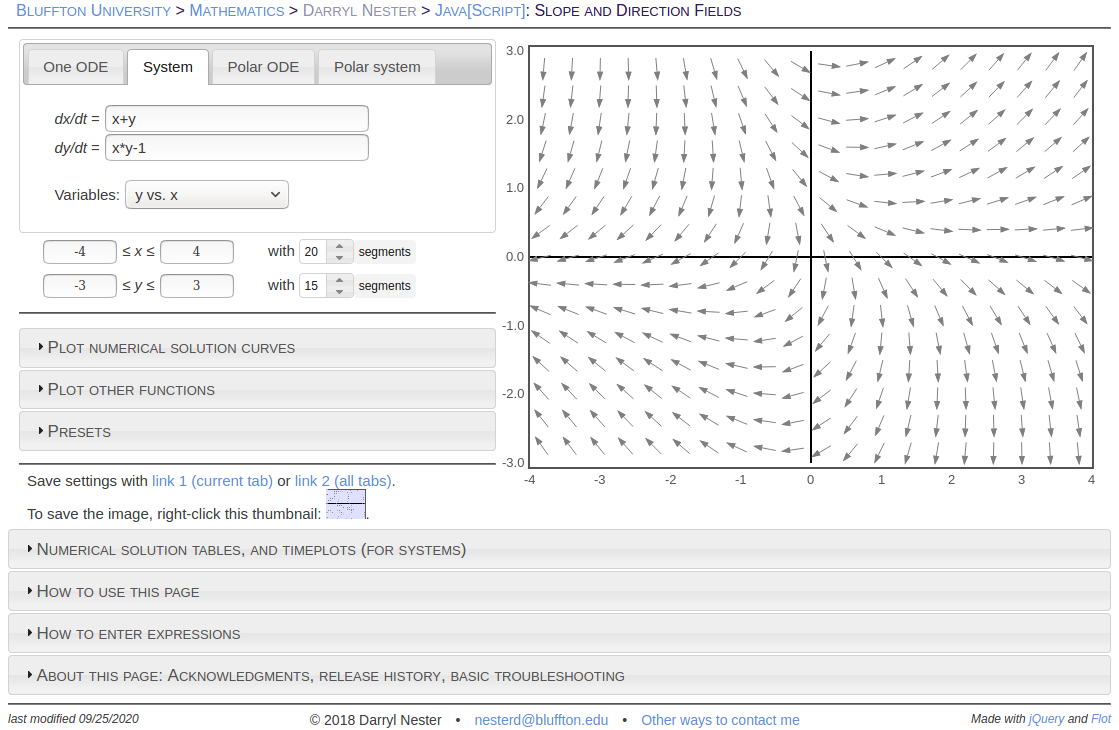 Bluffton University > Mathematics > Darryl Nester > Java[Script]: Slope and Direction Fields
One ODE System Polar ODE Polar system
dx/dt = x+y
dy/dt = x*y-1
Variables: y vs. x
-4 ≤ x ≤ 4 with 20 segments
-3 ≤ y ≤ 3 with 15 segments
Plot numerical solution curves
Plot other functions
Presets
Save settings with link 1 (current tab) or link 2 (all tabs).
To save the image, right-click this thumbnail: .
3.0
2.0
1.0
0.0
-1.0
-2.0
-3.0
-4 -3 -2 -1 0 1 2 3 4
Numerical solution tables, and timeplots (for systems)
How to use this page
How to enter expressions
About this page: Acknowledgments, release history, basic troubleshooting
last modified 09/25/2020 © 2018 Darryl Nester • nesterd@bluffton.edu • Other ways to contact me Made with jQuery and Flot